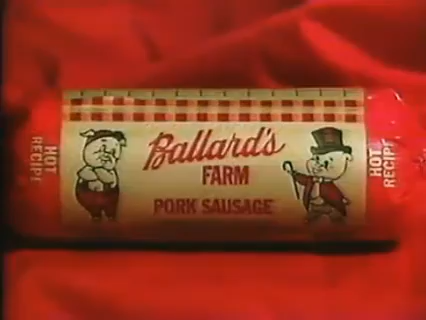 HOT
RECIPE
Ballard's
FARM
PORK SAUSAGE
HOT
RECIPE